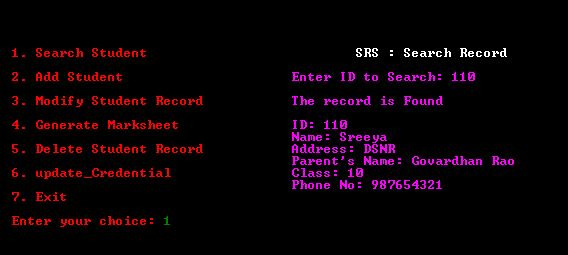 1. Search Student
2. Add Student
3. Modify Student Record
4. Generate Marksheet
5. Delete Student Record
6. update_Credential
7. Exit
Enter your choice: 1
SRS : Search Record
Enter ID to Search: 110
The record is Found
ID: 110
Name: Sreeya
Address: DSNR
Parent's Name: Govardhan Rao
Class: 10
Phone No: 987654321